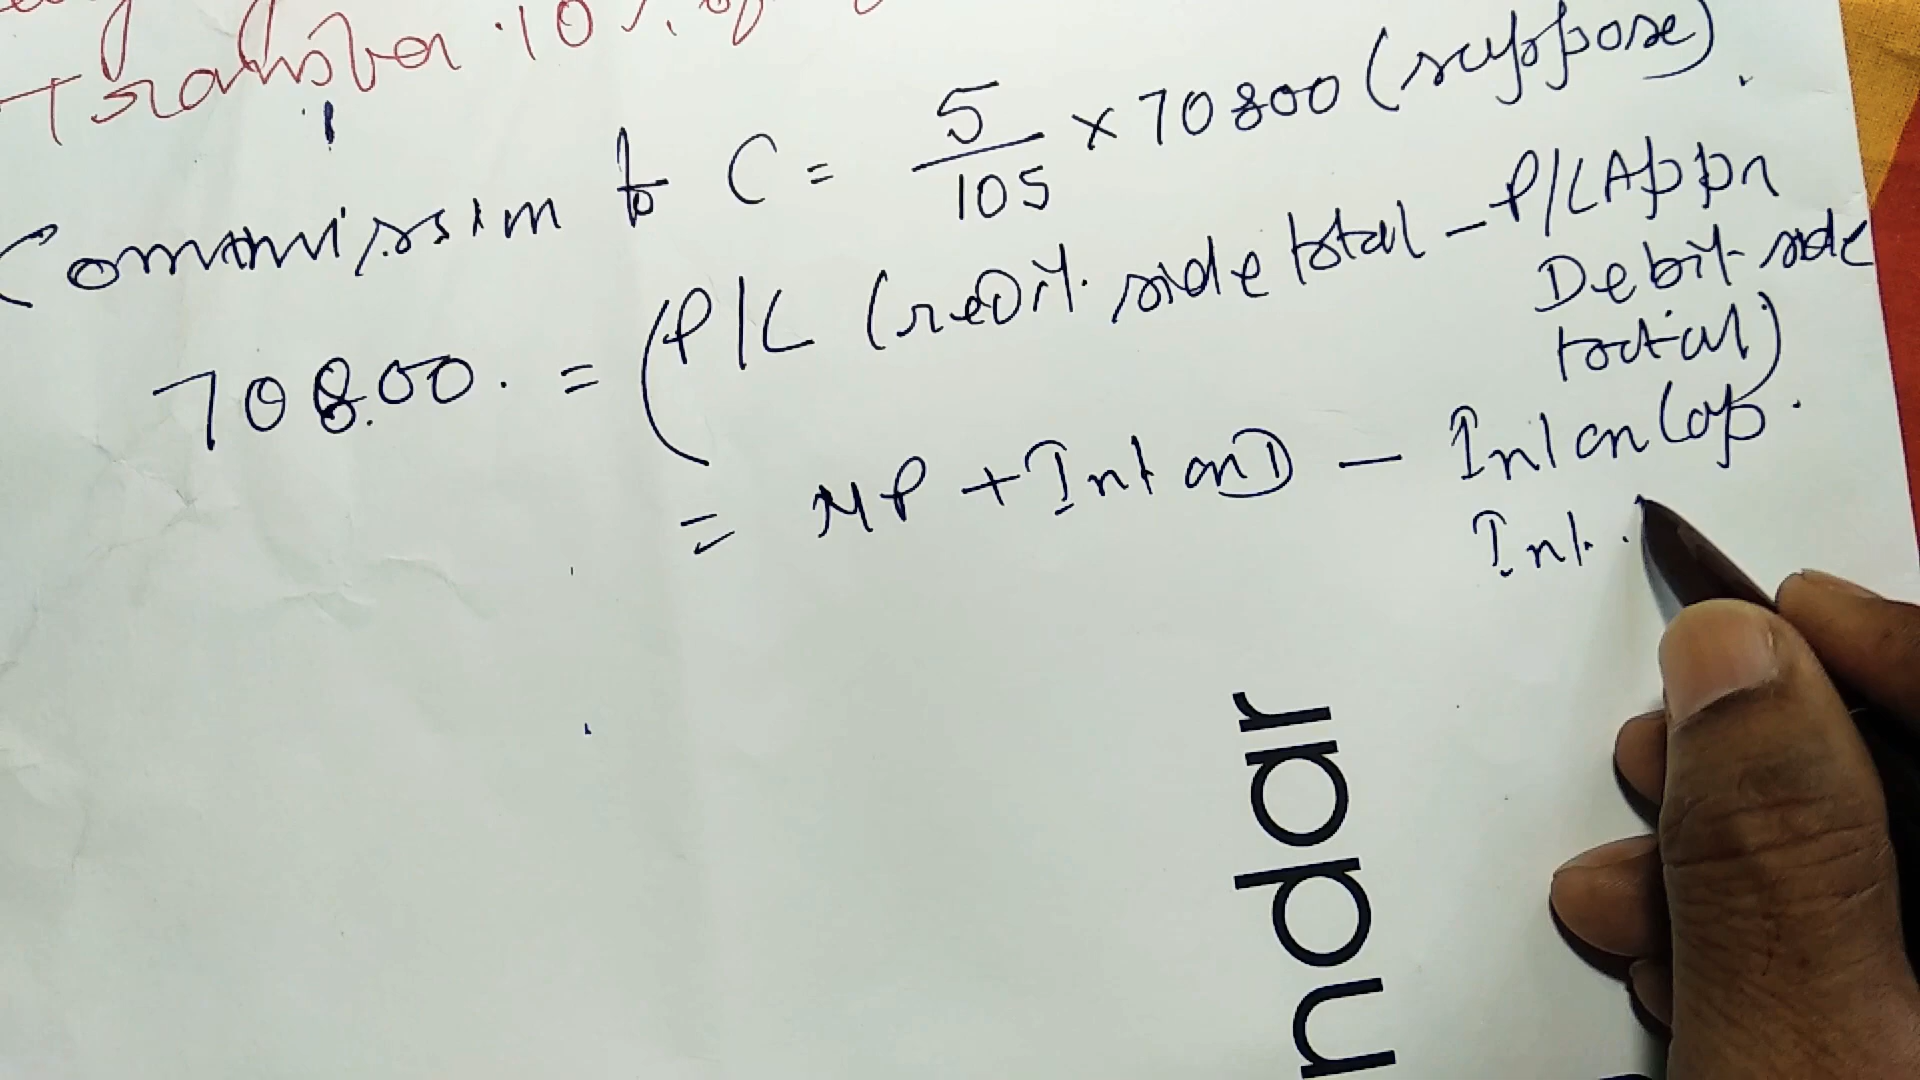 Transfer 10% of
Commission to C = 5/105 × 70800 (suppose)
70800. = (P/L Credit side total – P/L Appn
Debit side
total)
= NP + Int on D – Int on Cap.
Int.
ndar